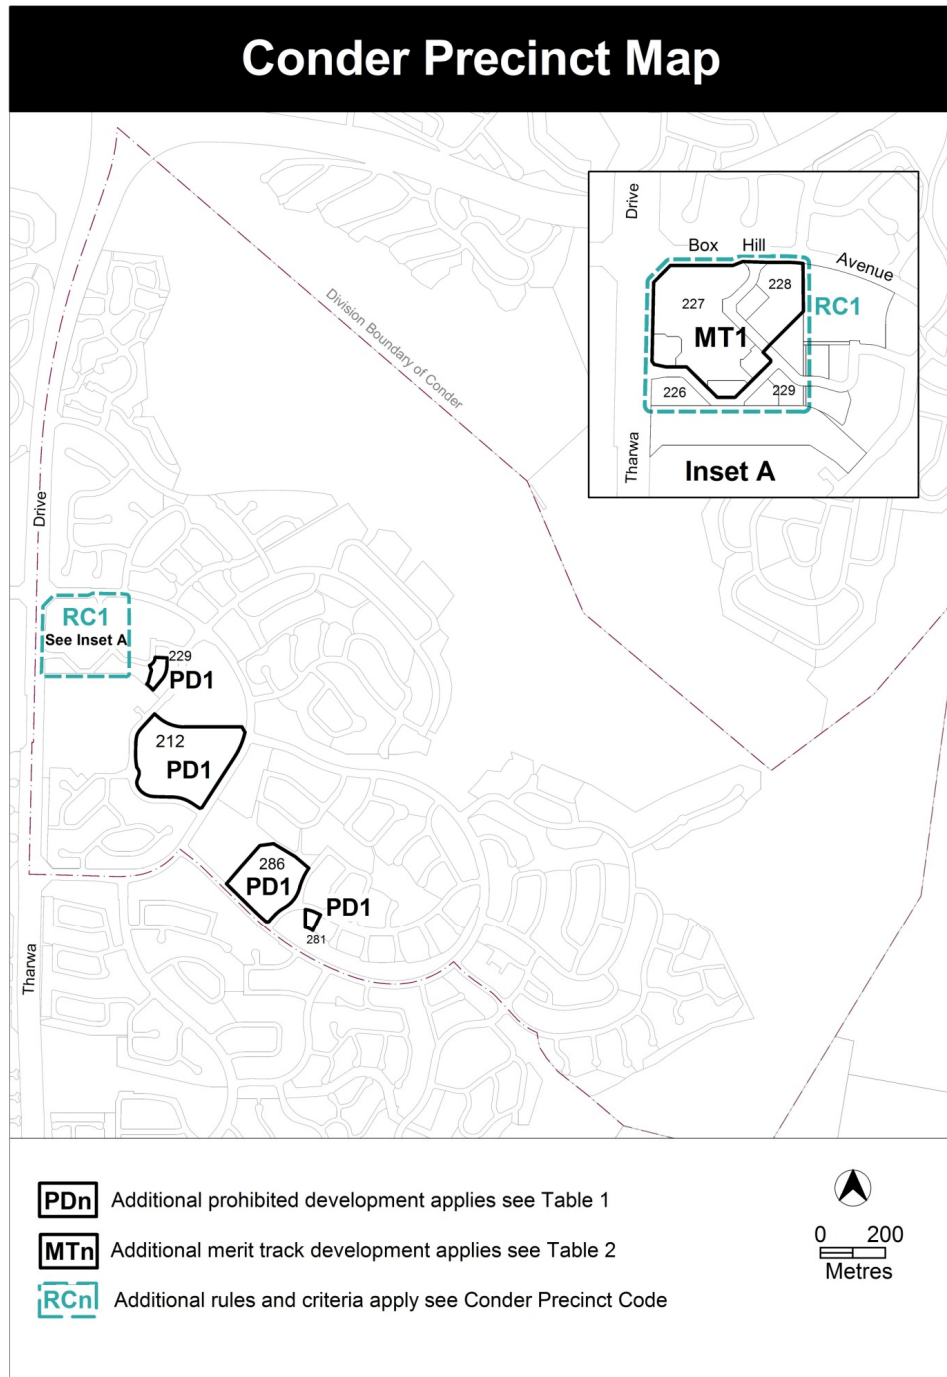 Conder Precinct Map
Drive
Box Hill
Avenue
228
227
RC1
MT1
226
229
Tharwa
Inset A
Division Boundary of Conder
Drive
RC1
See Inset A
229
PD1
212
PD1
286
PD1
PD1
281
Tharwa
PDn Additional prohibited development applies see Table 1
MTn Additional merit track development applies see Table 2
RCn Additional rules and criteria apply see Conder Precinct Code
0 200
Metres